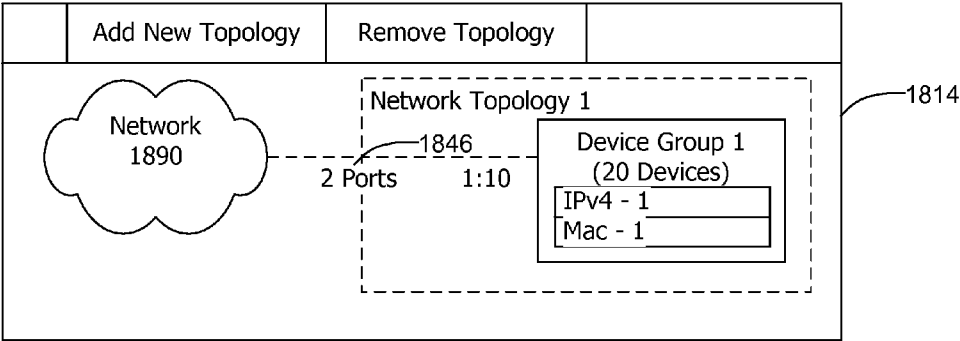 Add New Topology
Remove Topology
Network Topology 1
1814
Network
1890
1846
2 Ports
1:10
Device Group 1
(20 Devices)
IPv4 - 1
Mac - 1